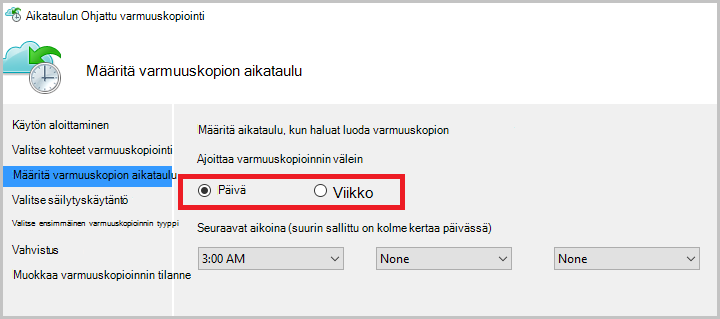 Aikataulun Ohjattu varmuuskopiointi
Määritä varmuuskopion aikataulu
Käytön aloittaminen
Valitse kohteet varmuuskopiointi
Määritä varmuuskopion aikataulu
Valitse säilytyskäytäntö
Valitse ensimmäinen varmuuskopioinnin tyyppi
Vahvistus
Muokkaa varmuuskopioinnin tilanne
Määritä aikataulu, kun haluat luoda varmuuskopion
Ajoittaa varmuuskopioinnin välein
Päivä Viikko
Seuraavat aikoina (suurin sallittu on kolme kertaa päivässä)
3:00 AM None None